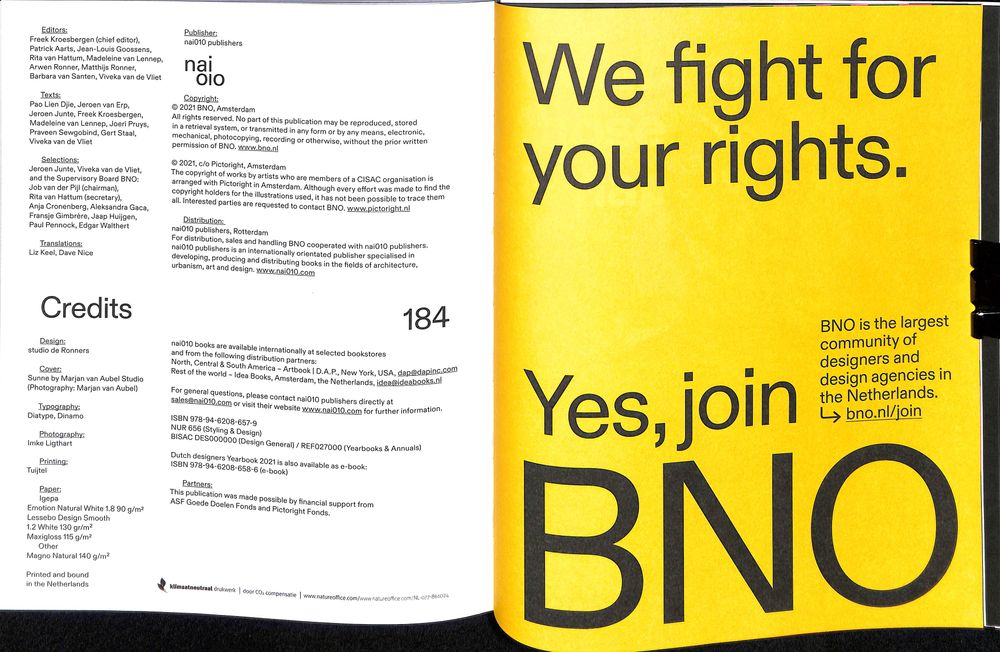 Editors:
Freek Kroesbergen (chief editor),
Patrick Aarts, Jean-Louis Goossens,
Rita van Hattum, Madeleine van Lennep,
Arwen Ronner, Matthijs Ronner,
Barbara van Santen, Viveka van de Vliet
Texts:
Pao Lien Djie, Jeroen van Erp,
Jeroen Junte, Freek Kroesbergen,
Madeleine van Lennep, Joeri Pruys,
Praveen Sewgobind, Gert Staal,
Viveka van de Vliet
Selections:
Jeroen Junte, Viveka van de Vliet,
and the Supervisory Board BNO:
Job van der Pijl (chairman),
Rita van Hattum (secretary),
Anja Cronenberg, Aleksandra Gaca,
Fransje Gimbrère, Jaap Huijgen,
Paul Pennock, Edgar Walthert
Translations:
Liz Keel, Dave Nice
Publisher:
nai010 publishers
nai
010
Copyright:
© 2021 BNO, Amsterdam
All rights reserved. No part of this publication may be reproduced, stored
in a retrieval system, or transmitted in any form or by any means, electronic,
mechanical, photocopying, recording or otherwise, without the prior written
permission of BNO. www.bno.nl
© 2021, c/o Pictoright, Amsterdam
The copyright of works by artists who are members of a CISAC organisation is
arranged with Pictoright in Amsterdam. Although every effort was made to find the
copyright holders for the illustrations used, it has not been possible to trace them
all. Interested parties are requested to contact BNO. www.pictoright.nl
Distribution:
nai010 publishers, Rotterdam
For distribution, sales and handling BNO cooperated with nai010 publishers.
nai010 publishers is an internationally orientated publisher specialised in
developing, producing and distributing books in the fields of architecture,
urbanism, art and design. www.nai010.com
Credits
184
Design:
studio de Ronners
Cover:
Sunne by Marjan van Aubel Studio
(Photography: Marjan van Aubel)
Typography:
Diatype, Dinamo
Photography:
Imke Ligthart
Printing:
Tuijtel
Paper:
Igepa
Emotion Natural White 1.8 90 g/m²
Lessebo Design Smooth
1.2 White 130 gr/m²
Maxigloss 115 g/m²
Other
Magno Natural 140 g/m²
Printed and bound
in the Netherlands
nai010 books are available internationally at selected bookstores
and from the following distribution partners:
North, Central & South America – Artbook | D.A.P., New York, USA, dap@dapinc.com
Rest of the world – Idea Books, Amsterdam, the Netherlands, idea@ideabooks.nl
For general questions, please contact nai010 publishers directly at
sales@nai010.com or visit their website www.nai010.com for further information.
ISBN 978-94-6208-657-9
NUR 656 (Styling & Design)
BISAC DES000000 (Design General) / REF027000 (Yearbooks & Annuals)
Dutch designers Yearbook 2021 is also available as e-book:
ISBN 978-94-6208-658-6 (e-book)
Partners:
This publication was made possible by financial support from
ASF Goede Doelen Fonds and Pictoright Fonds.
klimaatneutraal drukwerk | door CO₂ compensatie | www.natureoffice.com/www.natureoffice.com/NL-077-864024
We fight for
your rights.
BNO is the largest
community of
designers and
design agencies in
the Netherlands.
↳ bno.nl/join
Yes, join
BNO